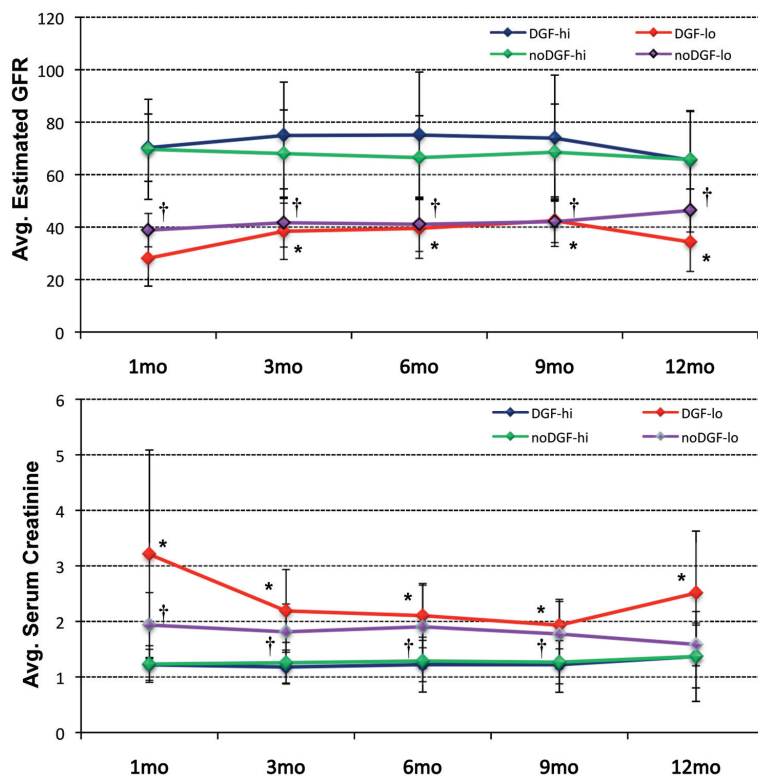 120
100
80
60
40
20
0
Avg. Estimated GFR
DGF-hi DGF-lo
noDGF-hi noDGF-lo
† † † † †
* * * *
1mo 3mo 6mo 9mo 12mo
6
5
4
3
2
1
0
Avg. Serum Creatinine
DGF-hi DGF-lo
noDGF-hi noDGF-lo
* * * * *
† † † †
1mo 3mo 6mo 9mo 12mo